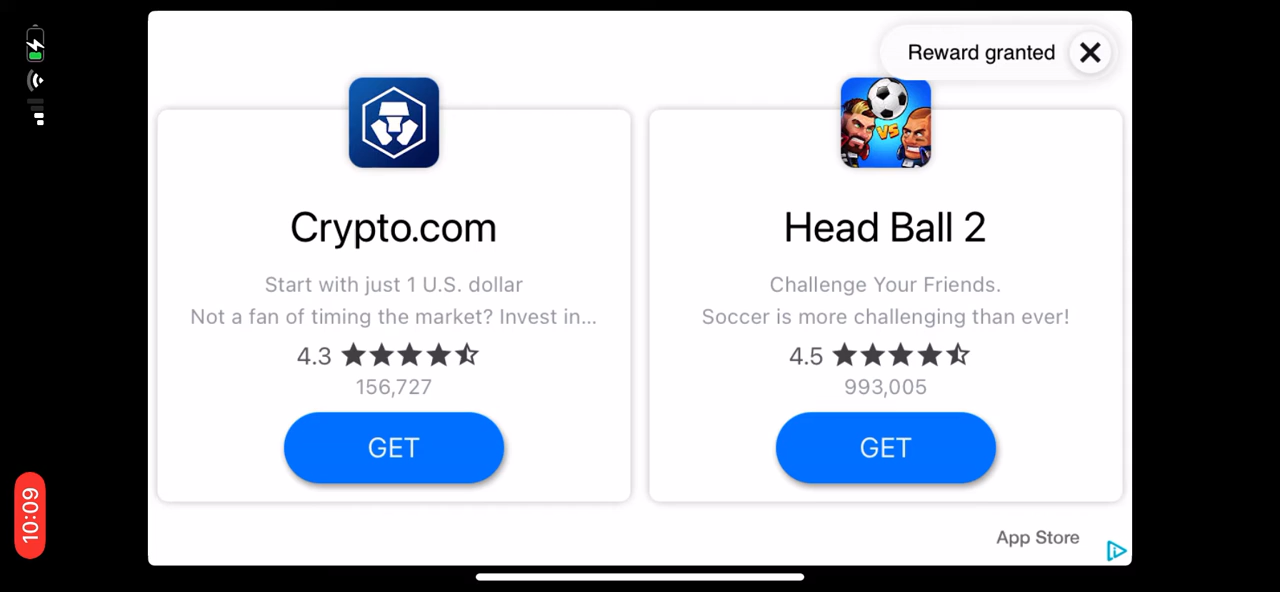 Reward granted
VS
Crypto.com
Start with just 1 U.S. dollar
Not a fan of timing the market? Invest in...
4.3
156,727
GET
Head Ball 2
Challenge Your Friends.
Soccer is more challenging than ever!
4.5
993,005
GET
App Store
10:09